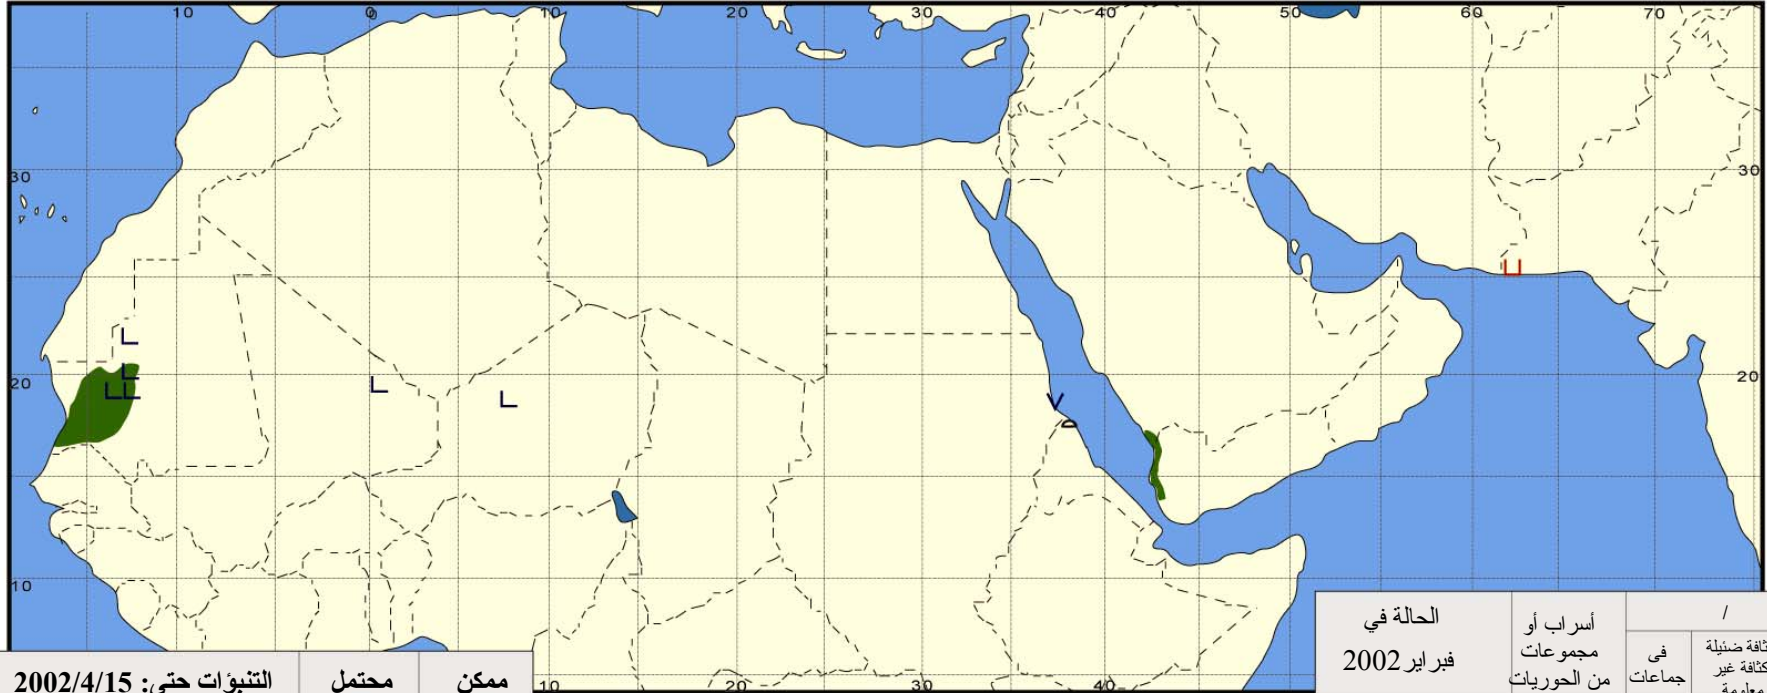 10 0 10 20 30 40 50 60 70
30 30
20 20
10
10 20 30 40
الحالة في
فبراير 2002
أسراب أو
مجموعات
من الحوريات
/
فى
جماعات
ضئيلة
كثافة غير
معلومة
التنبؤات حتى: 2002/4/15 محتمل ممكن